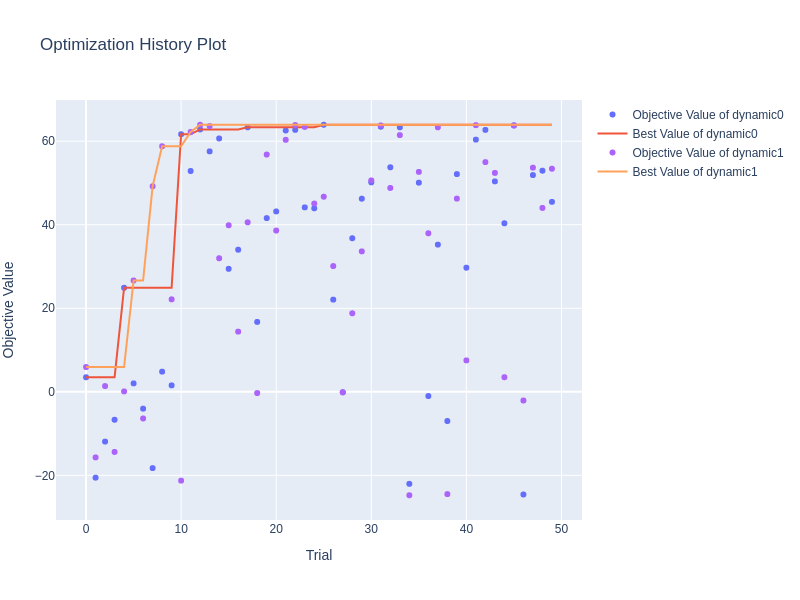 Optimization History Plot
Objective Value of dynamic0
Best Value of dynamic0
Objective Value of dynamic1
Best Value of dynamic1
60
40
20
0
−20
Objective Value
0 10 20 30 40 50
Trial